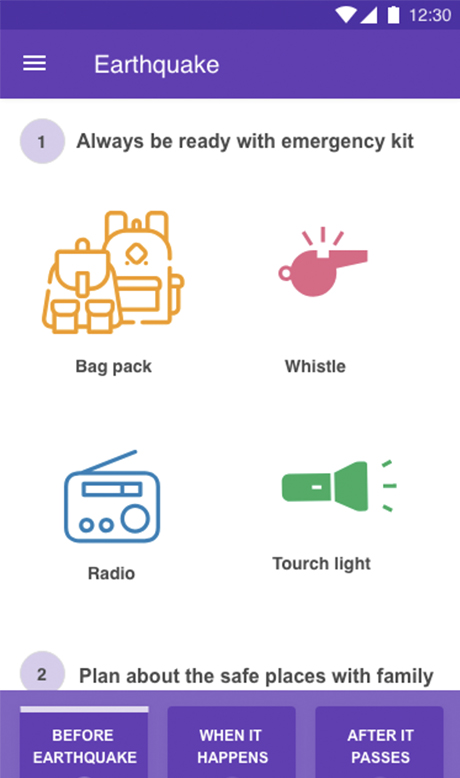 12:30
Earthquake
1 Always be ready with emergency kit
Bag pack
Whistle
Radio
Tourch light
2 Plan about the safe places with family
BEFORE
EARTHQUAKE
WHEN IT
HAPPENS
AFTER IT
PASSES